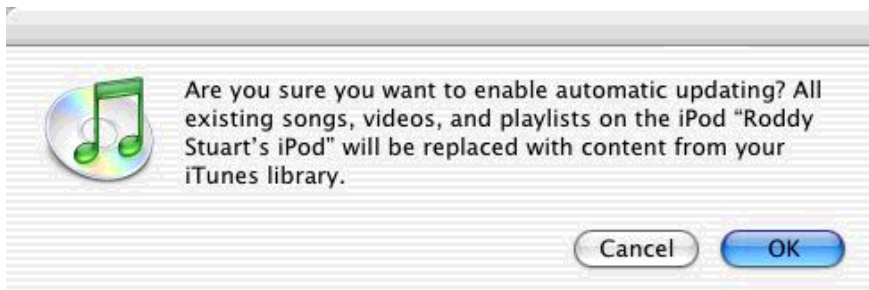 Are you sure you want to enable automatic updating? All
existing songs, videos, and playlists on the iPod “Roddy
Stuart’s iPod” will be replaced with content from your
iTunes library.
Cancel
OK